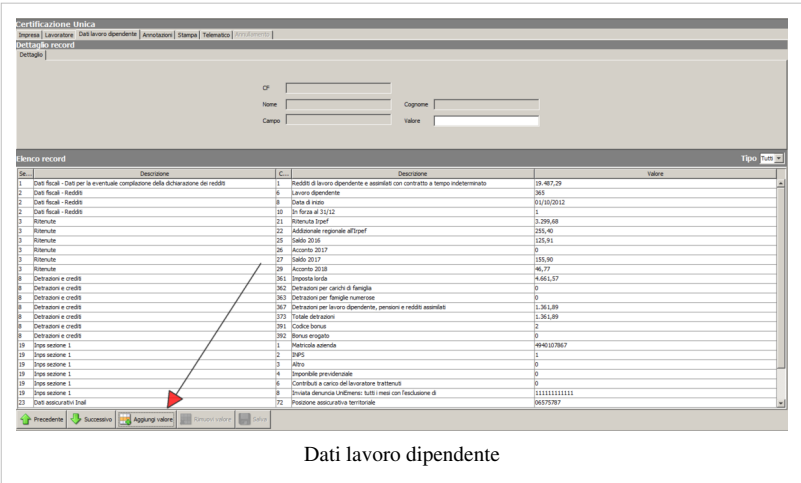 Certificazione Unica
Impresa Lavoratore Dati lavoro dipendente Annotazioni Stampa Telematico Annullamento
Dettaglio record
Dettaglio
CF
Nome Cognome
Campo Valore
Elenco record Tipo Tutti
Se... Descrizione C... Descrizione Valore
1 Dati fiscali - Dati per la eventuale compilazione della dichiarazione dei redditi 1 Redditi di lavoro dipendente e assimilati con contratto a tempo indeterminato 19.487,29
2 Dati fiscali - Redditi 6 Lavoro dipendente 365
2 Dati fiscali - Redditi 8 Data di inizio 01/10/2012
2 Dati fiscali - Redditi 10 In forza al 31/12 1
3 Ritenute 21 Ritenuta Irpef 3.299,68
3 Ritenute 22 Addizionale regionale all'Irpef 255,40
3 Ritenute 25 Saldo 2016 125,91
3 Ritenute 26 Acconto 2017 0
3 Ritenute 27 Saldo 2017 155,90
3 Ritenute 29 Acconto 2018 46,77
8 Detrazioni e crediti 361 Imposta lorda 4.661,57
8 Detrazioni e crediti 362 Detrazioni per carichi di famiglia 0
8 Detrazioni e crediti 363 Detrazioni per famiglie numerose 0
8 Detrazioni e crediti 367 Detrazioni per lavoro dipendente, pensioni e redditi assimilati 1.361,89
8 Detrazioni e crediti 373 Totale detrazioni 1.361,89
8 Detrazioni e crediti 391 Codice bonus 2
8 Detrazioni e crediti 392 Bonus erogato 0
19 Inps sezione 1 1 Matricola azienda 4940107867
19 Inps sezione 1 2 INPS 1
19 Inps sezione 1 3 Altro 0
19 Inps sezione 1 4 Imponibile previdenziale 0
19 Inps sezione 1 6 Contributi a carico del lavoratore trattenuti 0
19 Inps sezione 1 8 Inviata denuncia UniEmens: tutti i mesi con l'esclusione di 111111111111
23 Dati assicurativi Inail 72 Posizione assicurativa territoriale 06575787
Precedente Successivo Aggiungi valore Rimuovi valore Salva
Dati lavoro dipendente